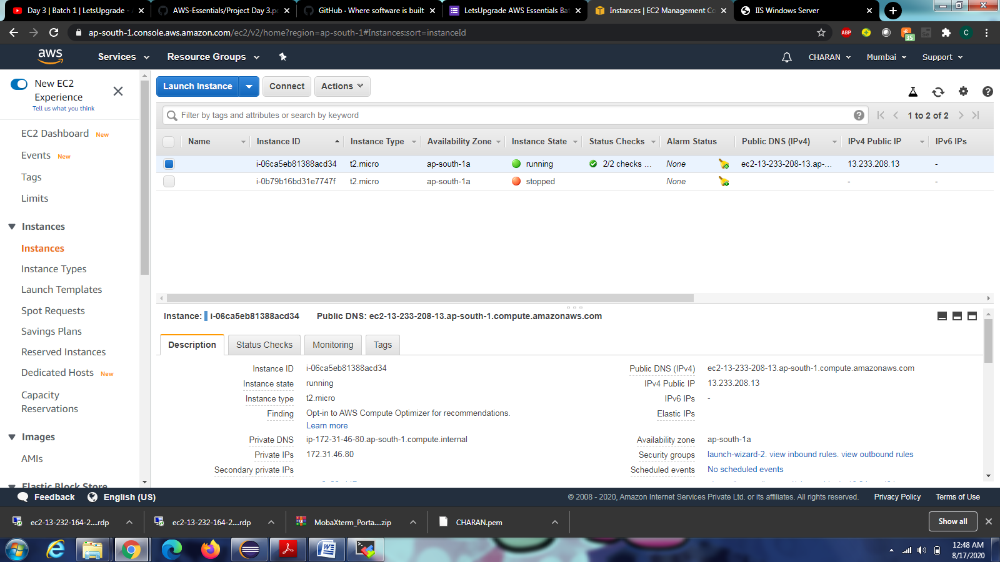 Day 3 | Batch 1 | LetsUpgrade -
AWS-Essentials/Project Day 3.p
GitHub · Where software is built
LetsUpgrade AWS Essentials Ba
Instances | EC2 Management Co
IIS Windows Server
ap-south-1.console.aws.amazon.com/ec2/v2/home?region=ap-south-1#Instances:sort=instanceId
ABP
35
C
aws
Services
Resource Groups
CHARAN
Mumbai
Support
New EC2
Experience
Tell us what you think
EC2 Dashboard New
Events New
Tags
Limits
Instances
Instances
Instance Types
Launch Templates
Spot Requests
Savings Plans
Reserved Instances
Dedicated Hosts New
Capacity
Reservations
Images
AMIs
Elastic Block Store
Launch Instance
Connect
Actions
Filter by tags and attributes or search by keyword
1 to 2 of 2
Name Instance ID Instance Type Availability Zone Instance State Status Checks Alarm Status Public DNS (IPv4) IPv4 Public IP IPv6 IPs
i-06ca5eb81388acd34 t2.micro ap-south-1a running 2/2 checks ... None ec2-13-233-208-13.ap-... 13.233.208.13 -
i-0b79b16bd31e7747f t2.micro ap-south-1a stopped None - -
Instance: i-06ca5eb81388acd34 Public DNS: ec2-13-233-208-13.ap-south-1.compute.amazonaws.com
Description
Status Checks
Monitoring
Tags
Instance ID i-06ca5eb81388acd34
Instance state running
Instance type t2.micro
Finding Opt-in to AWS Compute Optimizer for recommendations.
Learn more
Private DNS ip-172-31-46-80.ap-south-1.compute.internal
Private IPs 172.31.46.80
Secondary private IPs
Public DNS (IPv4) ec2-13-233-208-13.ap-south-1.compute.amazonaws.com
IPv4 Public IP 13.233.208.13
IPv6 IPs -
Elastic IPs
Availability zone ap-south-1a
Security groups launch-wizard-2. view inbound rules. view outbound rules
Scheduled events No scheduled events
Feedback
English (US)
© 2008 - 2020, Amazon Internet Services Private Ltd. or its affiliates. All rights reserved.
Privacy Policy
Terms of Use
ec2-13-232-164-2....rdp
ec2-13-232-164-2....rdp
MobaXterm_Porta....zip
CHARAN.pem
Show all
12:48 AM
8/17/2020